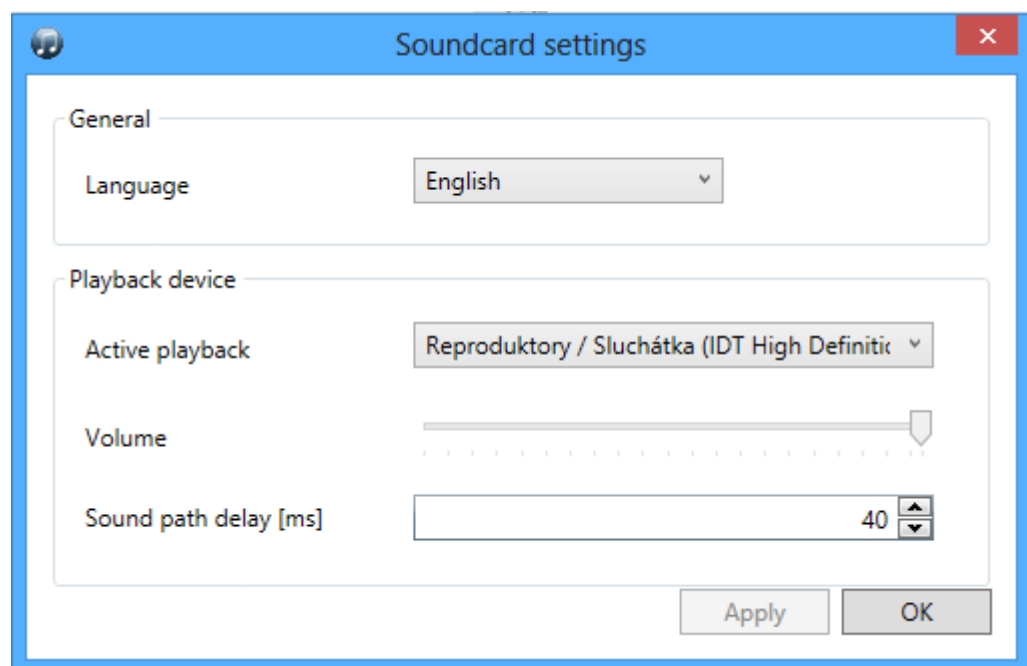 Soundcard settings
General
Language
English
Playback device
Active playback
Reproduktory / Sluchátka (IDT High Definitic
Volume
Sound path delay [ms]
40
Apply
OK